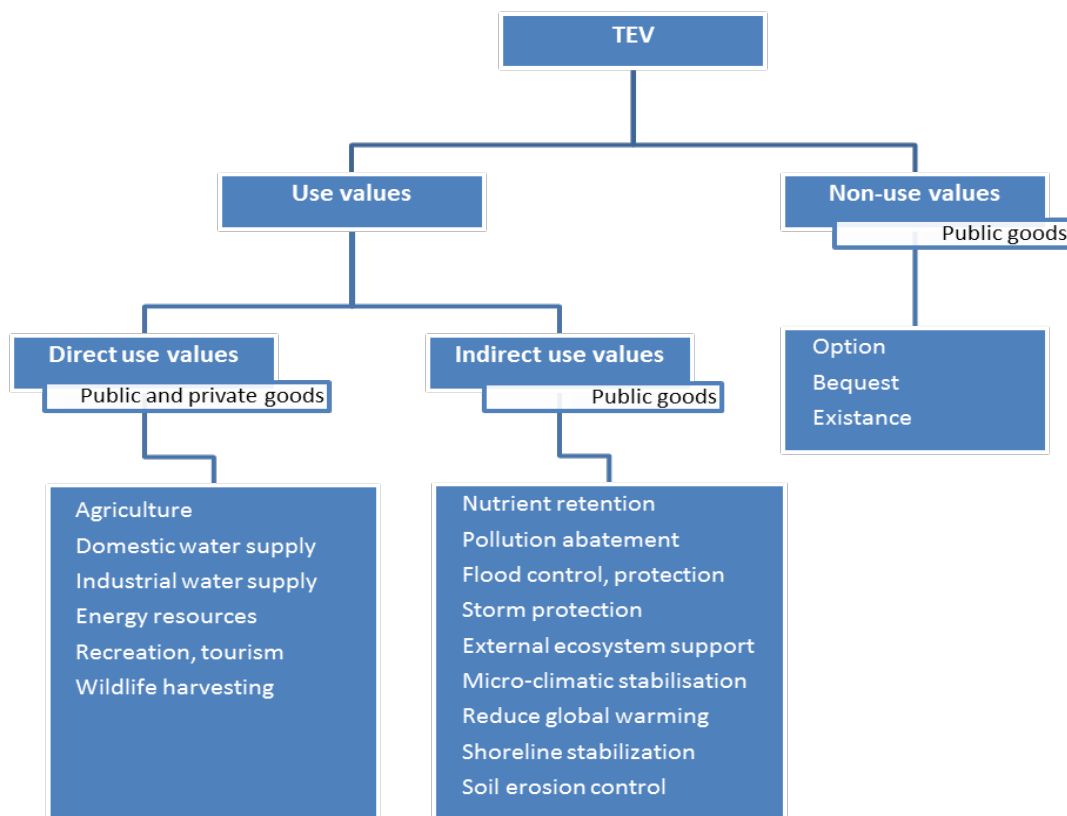 TEV
Use values
Non-use values
Public goods
Direct use values
Public and private goods
Indirect use values
Public goods
Option
Bequest
Existance
Agriculture
Domestic water supply
Industrial water supply
Energy resources
Recreation, tourism
Wildlife harvesting
Nutrient retention
Pollution abatement
Flood control, protection
Storm protection
External ecosystem support
Micro-climatic stabilisation
Reduce global warming
Shoreline stabilization
Soil erosion control